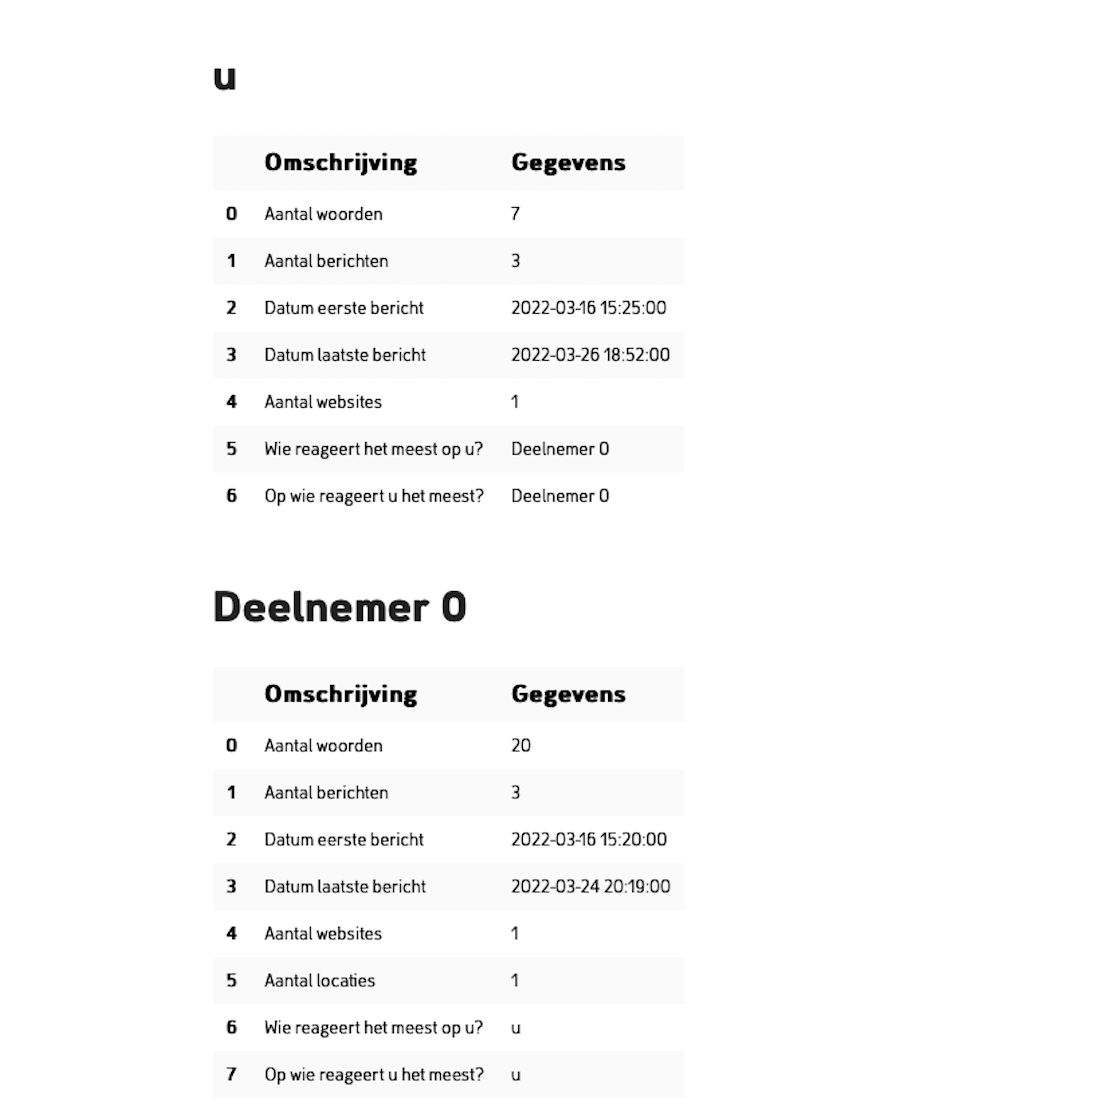 u
Omschrijving Gegevens
0 Aantal woorden 7
1 Aantal berichten 3
2 Datum eerste bericht 2022-03-16 15:25:00
3 Datum laatste bericht 2022-03-26 18:52:00
4 Aantal websites 1
5 Wie reageert het meest op u? Deelnemer 0
6 Op wie reageert u het meest? Deelnemer 0
Deelnemer 0
Omschrijving Gegevens
0 Aantal woorden 20
1 Aantal berichten 3
2 Datum eerste bericht 2022-03-16 15:20:00
3 Datum laatste bericht 2022-03-24 20:19:00
4 Aantal websites 1
5 Aantal locaties 1
6 Wie reageert het meest op u? u
7 Op wie reageert u het meest? u